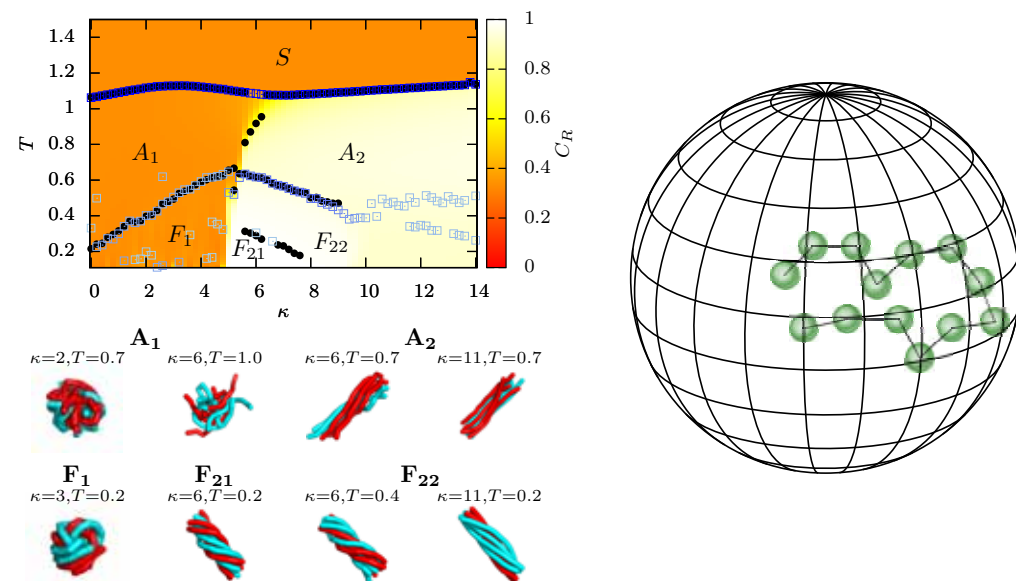 1.4
1.2
1
0.8
0.6
0.4
0.2
T
S
A₁
A₂
F₁
F₂₁
F₂₂
0 2 4 6 8 10 12 14
κ
1
0.8
0.6
0.4
0.2
0
C_R
A₁ A₂
κ=2,T=0.7 κ=6,T=1.0 κ=6,T=0.7 κ=11,T=0.7
F₁ F₂₁ F₂₂
κ=3,T=0.2 κ=6,T=0.2 κ=6,T=0.4 κ=11,T=0.2